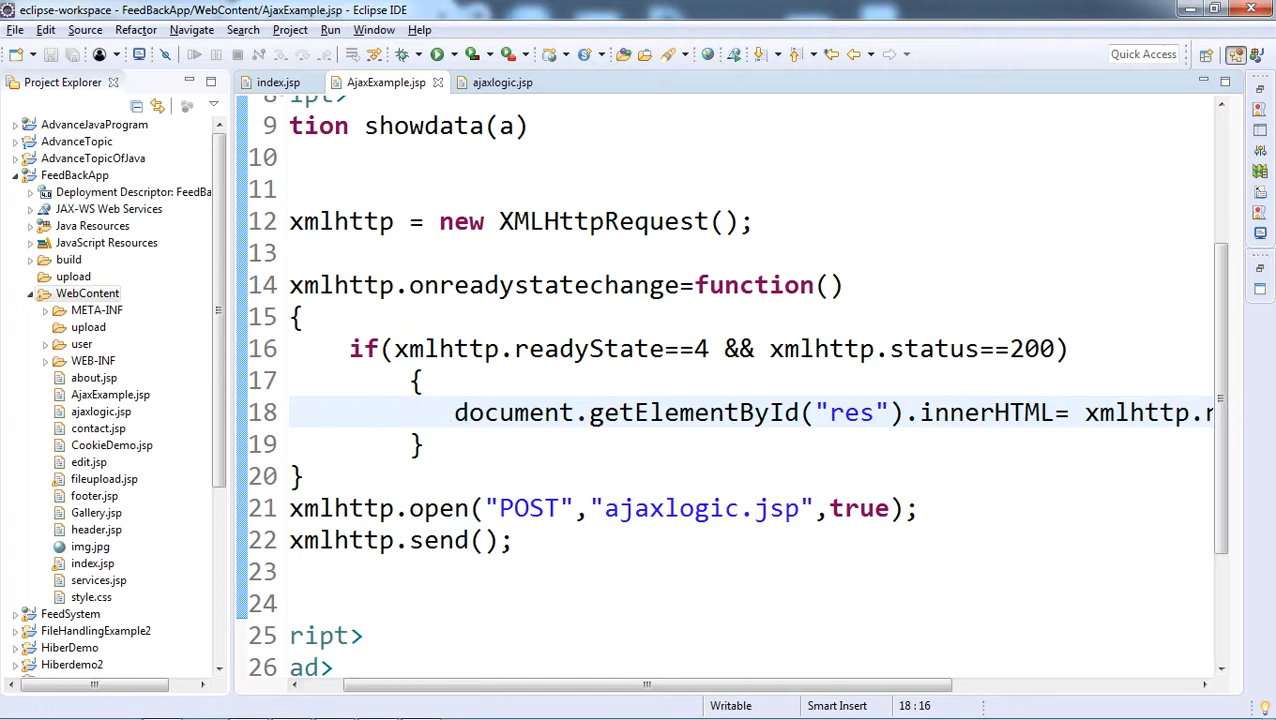 eclipse-workspace - FeedBackApp/WebContent/AjaxExample.jsp - Eclipse IDE
File Edit Source Refactor Navigate Search Project Run Window Help
Quick Access
Project Explorer
index.jsp AjaxExample.jsp ajaxlogic.jsp
AdvanceJavaProgram
AdvanceTopic
AdvanceTopicOfJava
FeedBackApp
Deployment Descriptor: FeedBa
JAX-WS Web Services
Java Resources
JavaScript Resources
build
upload
WebContent
META-INF
upload
user
WEB-INF
about.jsp
AjaxExample.jsp
ajaxlogic.jsp
contact.jsp
CookieDemo.jsp
edit.jsp
fileupload.jsp
footer.jsp
Gallery.jsp
header.jsp
img.jpg
index.jsp
services.jsp
style.css
FeedSystem
FileHandlingExample2
HiberDemo
Hiberdemo2
8 ript>
9 tion showdata(a)
10
11
12 xmlhttp = new XMLHttpRequest();
13
14 xmlhttp.onreadystatechange=function()
15 {
16 if(xmlhttp.readyState==4 && xmlhttp.status==200)
17 {
18 document.getElementById("res").innerHTML= xmlhttp.r
19 }
20 }
21 xmlhttp.open("POST","ajaxlogic.jsp",true);
22 xmlhttp.send();
23
24
25 ript>
26 ad>
Writable Smart Insert 18 : 16